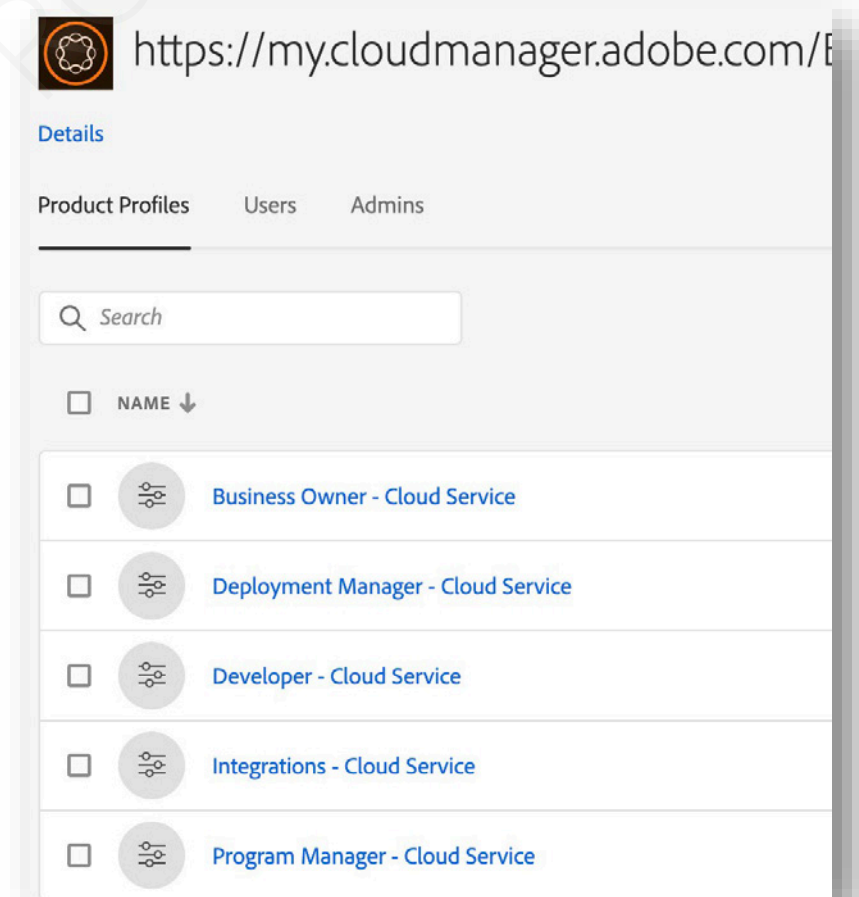 https://my.cloudmanager.adobe.com/
Details
Product Profiles Users Admins
Search
NAME
Business Owner - Cloud Service
Deployment Manager - Cloud Service
Developer - Cloud Service
Integrations - Cloud Service
Program Manager - Cloud Service